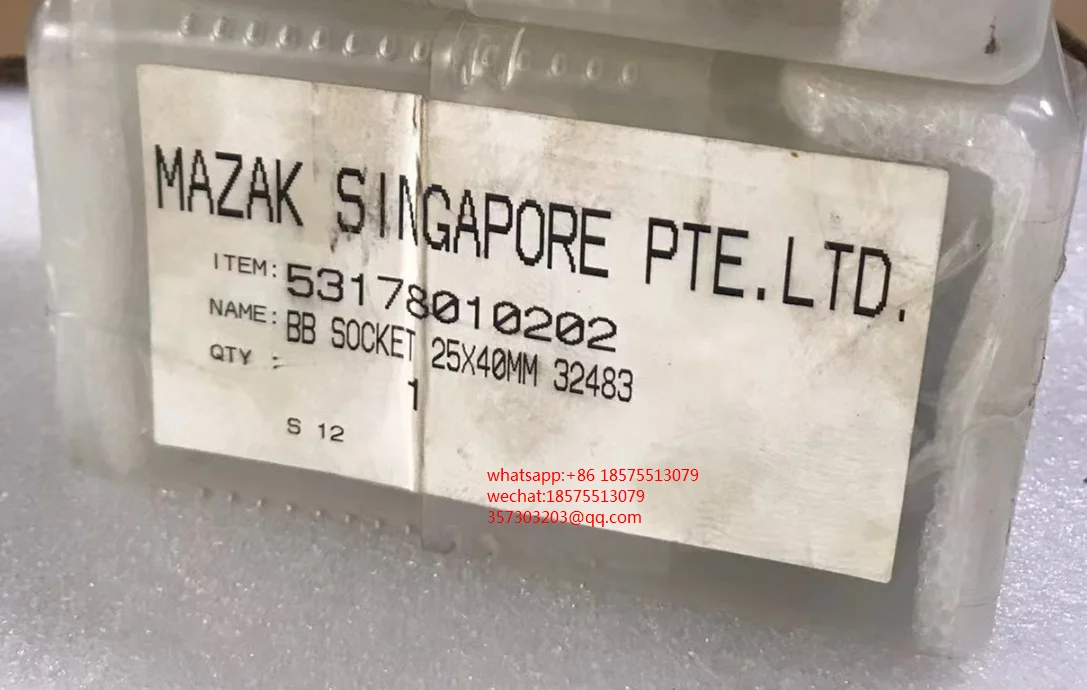 MAZAK SINGAPORE PTE.LTD.
ITEM: 53178010202
NAME: BB SOCKET 25X40MM 32483
QTY : 1
S 12
whatsapp:+86 18575513079
wechat:18575513079
357303203@qq.com